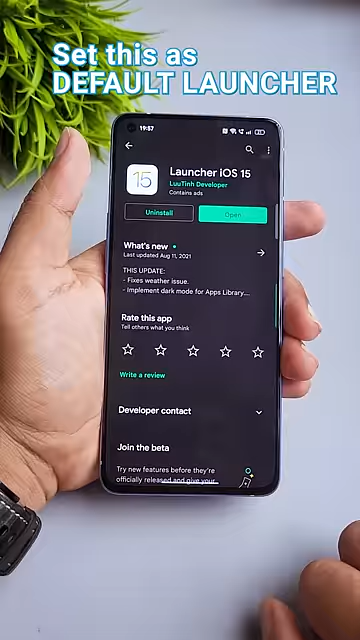 Set this as
DEFAULT LAUNCHER
19:57
15
Launcher iOS 15
LuuTinh Developer
Contains ads
Uninstall
Open
What's new
Last updated Aug 11, 2021
THIS UPDATE:
- Fixes weather issue.
- Implement dark mode for Apps Library...
Rate this app
Tell others what you think
Write a review
Developer contact
Join the beta
Try new features before they're
officially released and give your